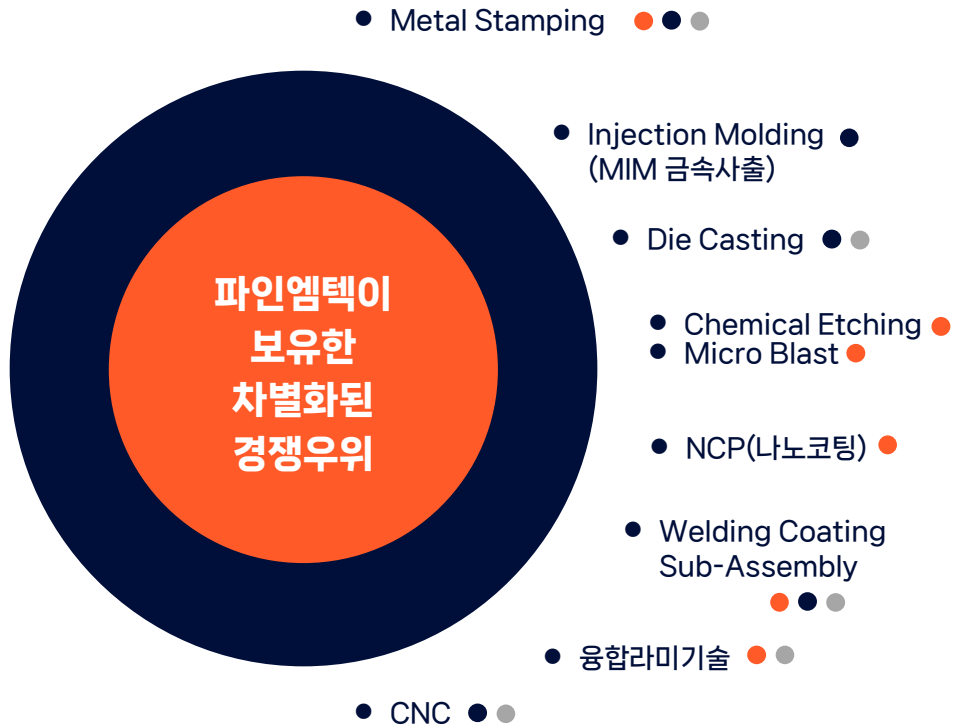 Metal Stamping
Injection Molding
(MIM 금속사출)
Die Casting
Chemical Etching
Micro Blast
NCP(나노코팅)
Welding Coating
Sub-Assembly
융합라미기술
CNC
파인엠텍이
보유한
차별화된
경쟁우위